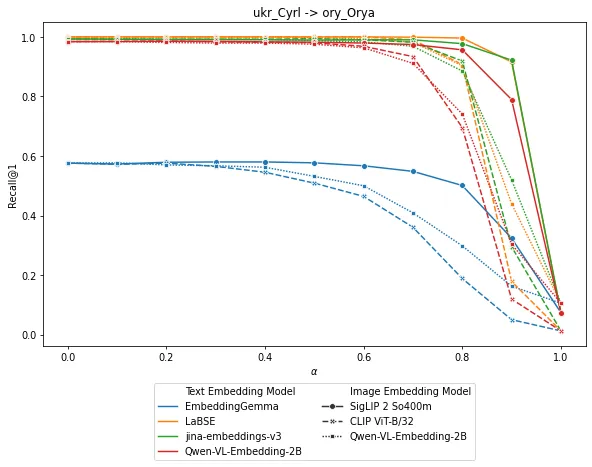 ukr_Cyrl -> ory_Orya
Recall@1
1.0
0.8
0.6
0.4
0.2
0.0
0.0 0.2 0.4 0.6 0.8 1.0
α
Text Embedding Model
EmbeddingGemma
LaBSE
jina-embeddings-v3
Qwen-VL-Embedding-2B
Image Embedding Model
SigLIP 2 So400m
CLIP ViT-B/32
Qwen-VL-Embedding-2B